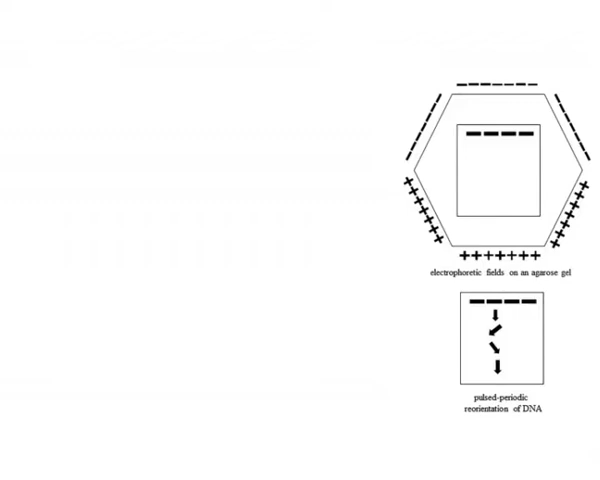 electrophoretic fields on an agarose gel
pulsed-periodic
reorientation of DNA